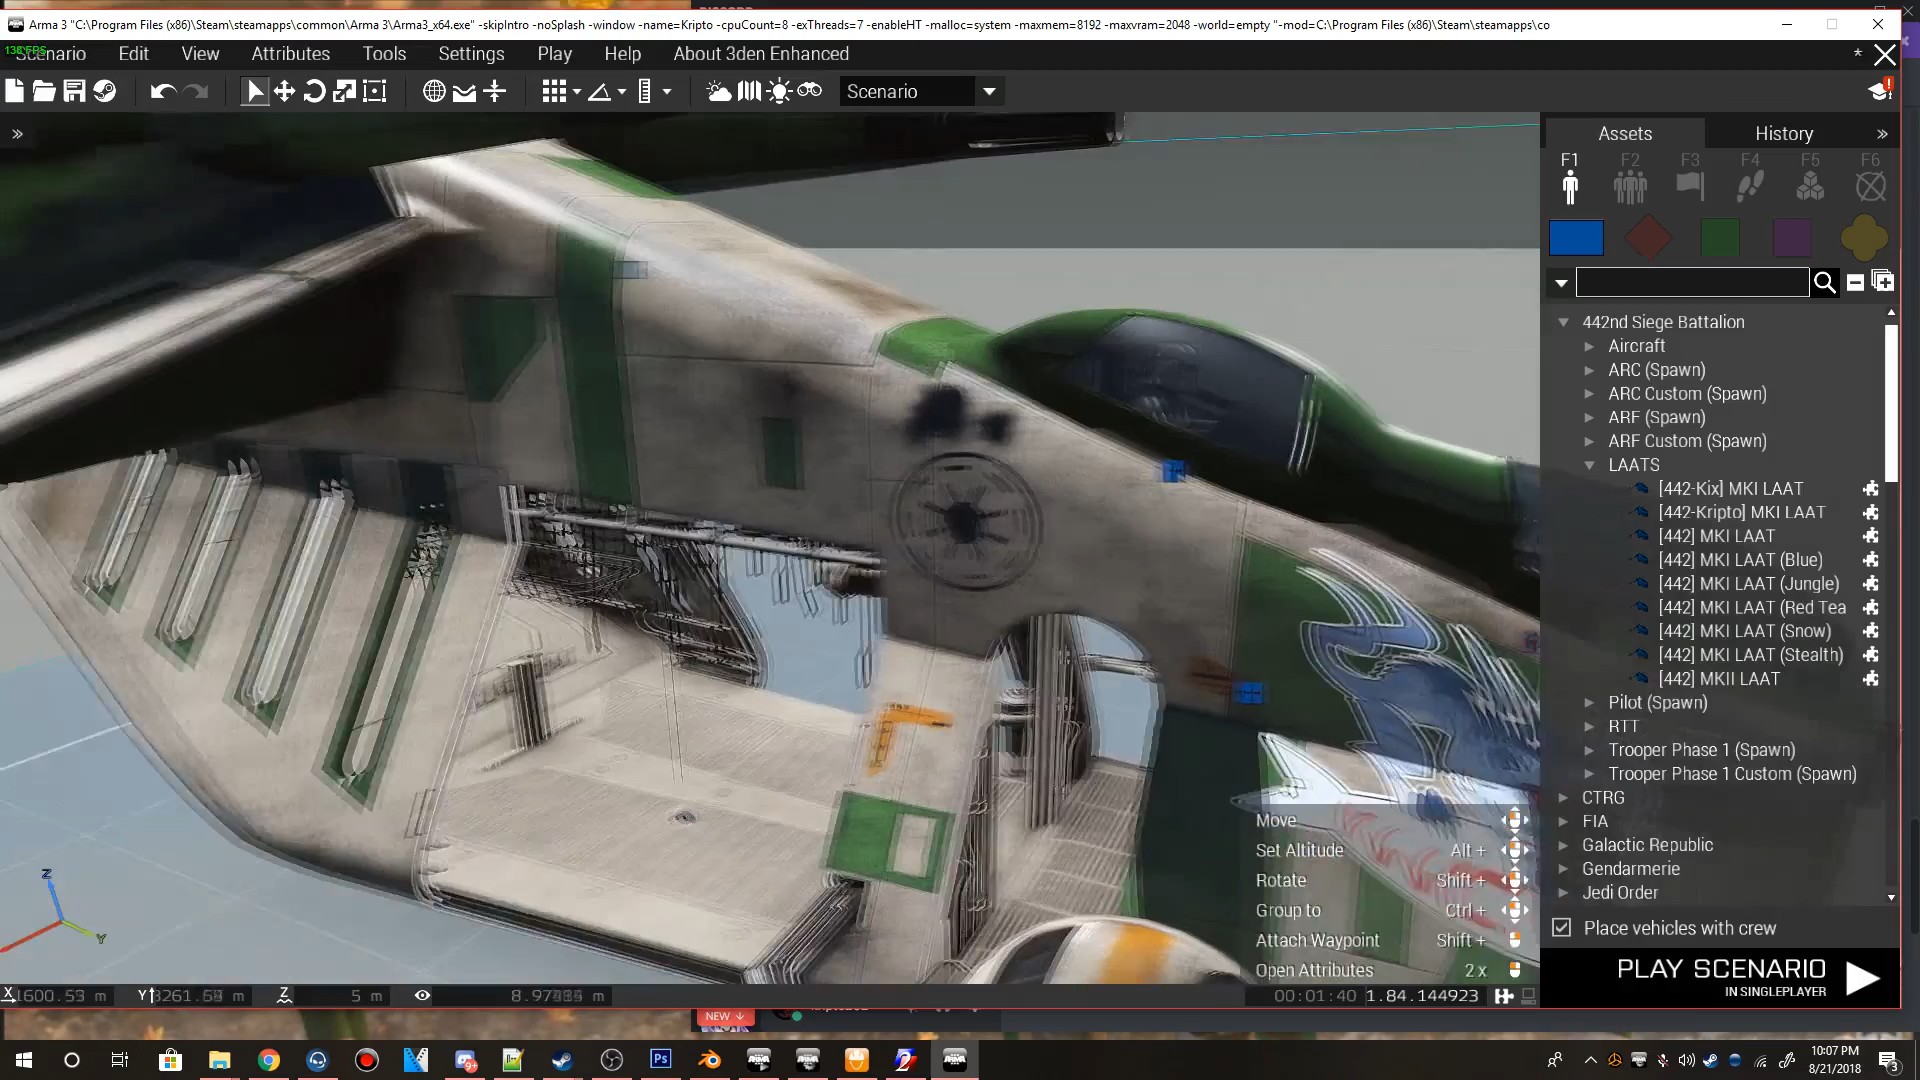 Arma 3 "C:\Program Files (x86)\Steam\steamapps\common\Arma 3\Arma3_x64.exe" -skipIntro -noSplash -window -name=Kripto -cpuCount=8 -exThreads=7 -enableHT -malloc=system -maxmem=8192 -maxvram=2048 -world=empty "-mod=C:\Program Files (x86)\Steam\steamapps\co
Scenario Edit View Attributes Tools Settings Play Help About 3den Enhanced
Scenario
Assets History
F1 F2 F3 F4 F5 F6
442nd Siege Battalion
Aircraft
ARC (Spawn)
ARC Custom (Spawn)
ARF (Spawn)
ARF Custom (Spawn)
LAATS
[442-Kix] MKI LAAT
[442-Kripto] MKI LAAT
[442] MKI LAAT
[442] MKI LAAT (Blue)
[442] MKI LAAT (Jungle)
[442] MKI LAAT (Red Tea
[442] MKI LAAT (Snow)
[442] MKI LAAT (Stealth)
[442] MKII LAAT
Pilot (Spawn)
RTT
Trooper Phase 1 (Spawn)
Trooper Phase 1 Custom (Spawn)
CTRG
FIA
Galactic Republic
Gendarmerie
Jedi Order
Place vehicles with crew
PLAY SCENARIO
IN SINGLEPLAYER
Move
Set Altitude Alt +
Rotate Shift +
Group to Ctrl +
Attach Waypoint Shift +
Open Attributes 2 x
Z
Y
X Y Z 5 m m
00:01:40 1.84.144923
NEW
Ps
9+
10:07 PM
8/21/2018
3